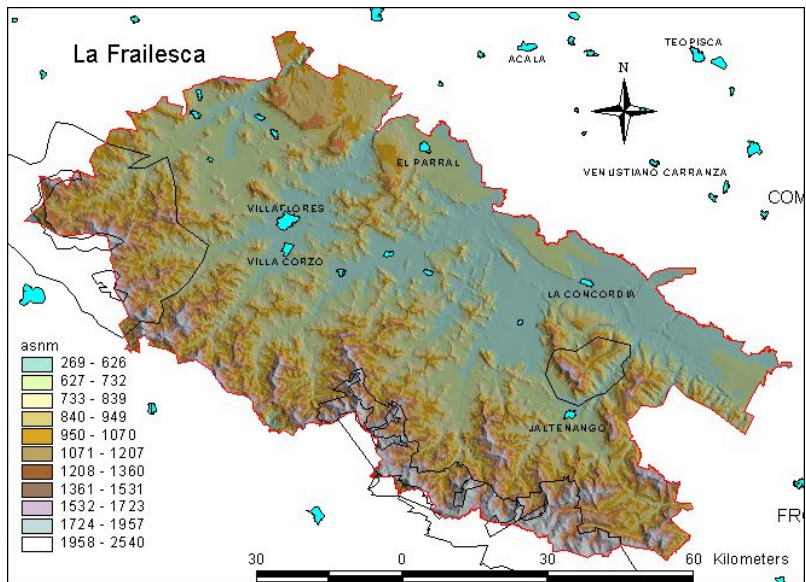 La Frailesca
TEOPISCA
ACALA
N
EL PARRAL
VENUSTIANO CARRANZA
COM
VILLAFLORES
VILLA CORZO
LA CONCORDIA
JALTENANGO
asnm
269 - 626
627 - 732
733 - 839
840 - 949
950 - 1070
1071 - 1207
1208 - 1360
1361 - 1531
1532 - 1723
1724 - 1957
1958 - 2540
FRO
30 0 30 60 Kilometers